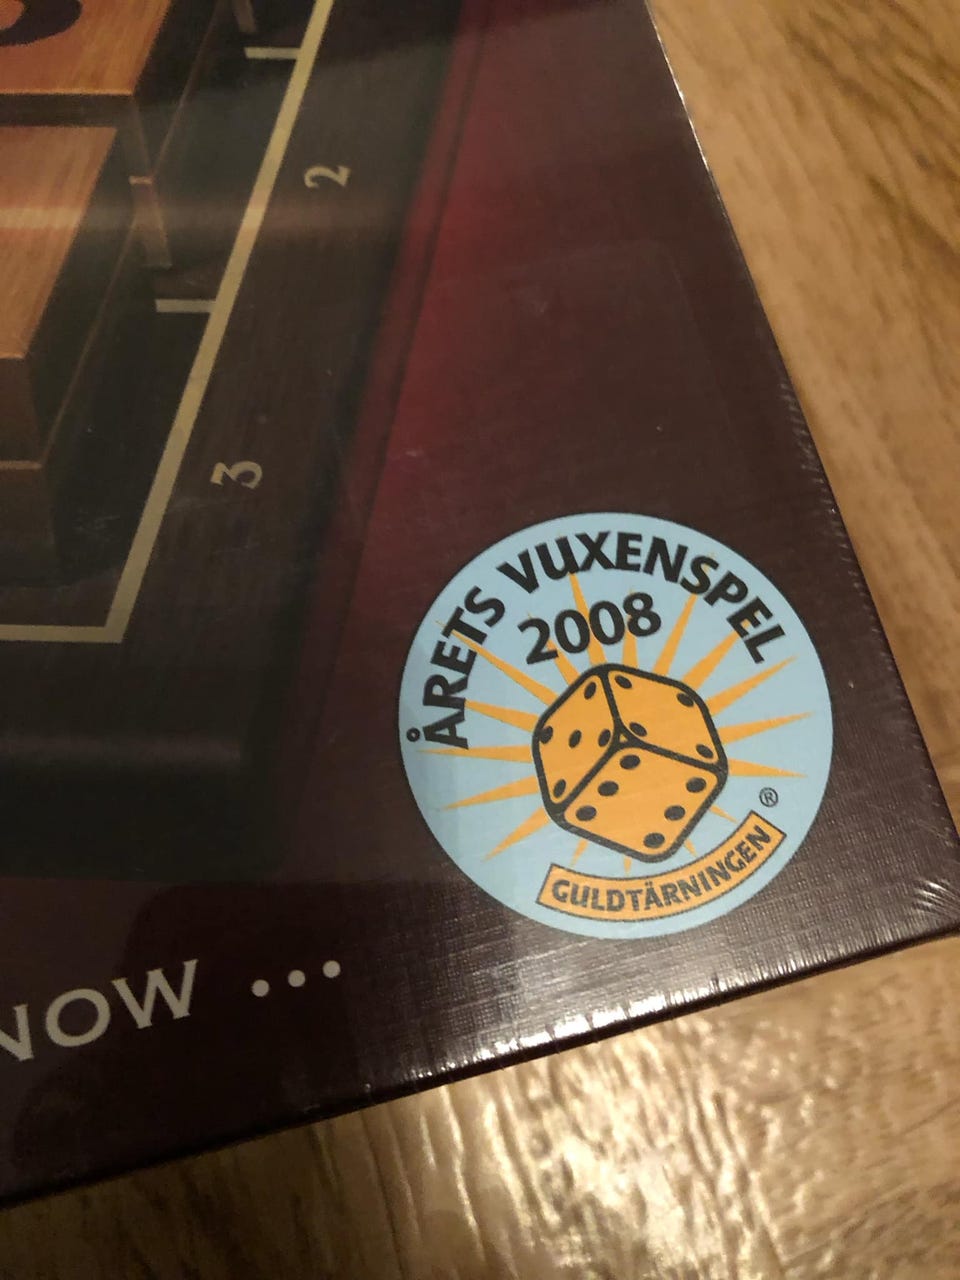 2
3
ÅRETS VUXENSPEL
2008
®
GULDTÄRNINGEN
NOW ...